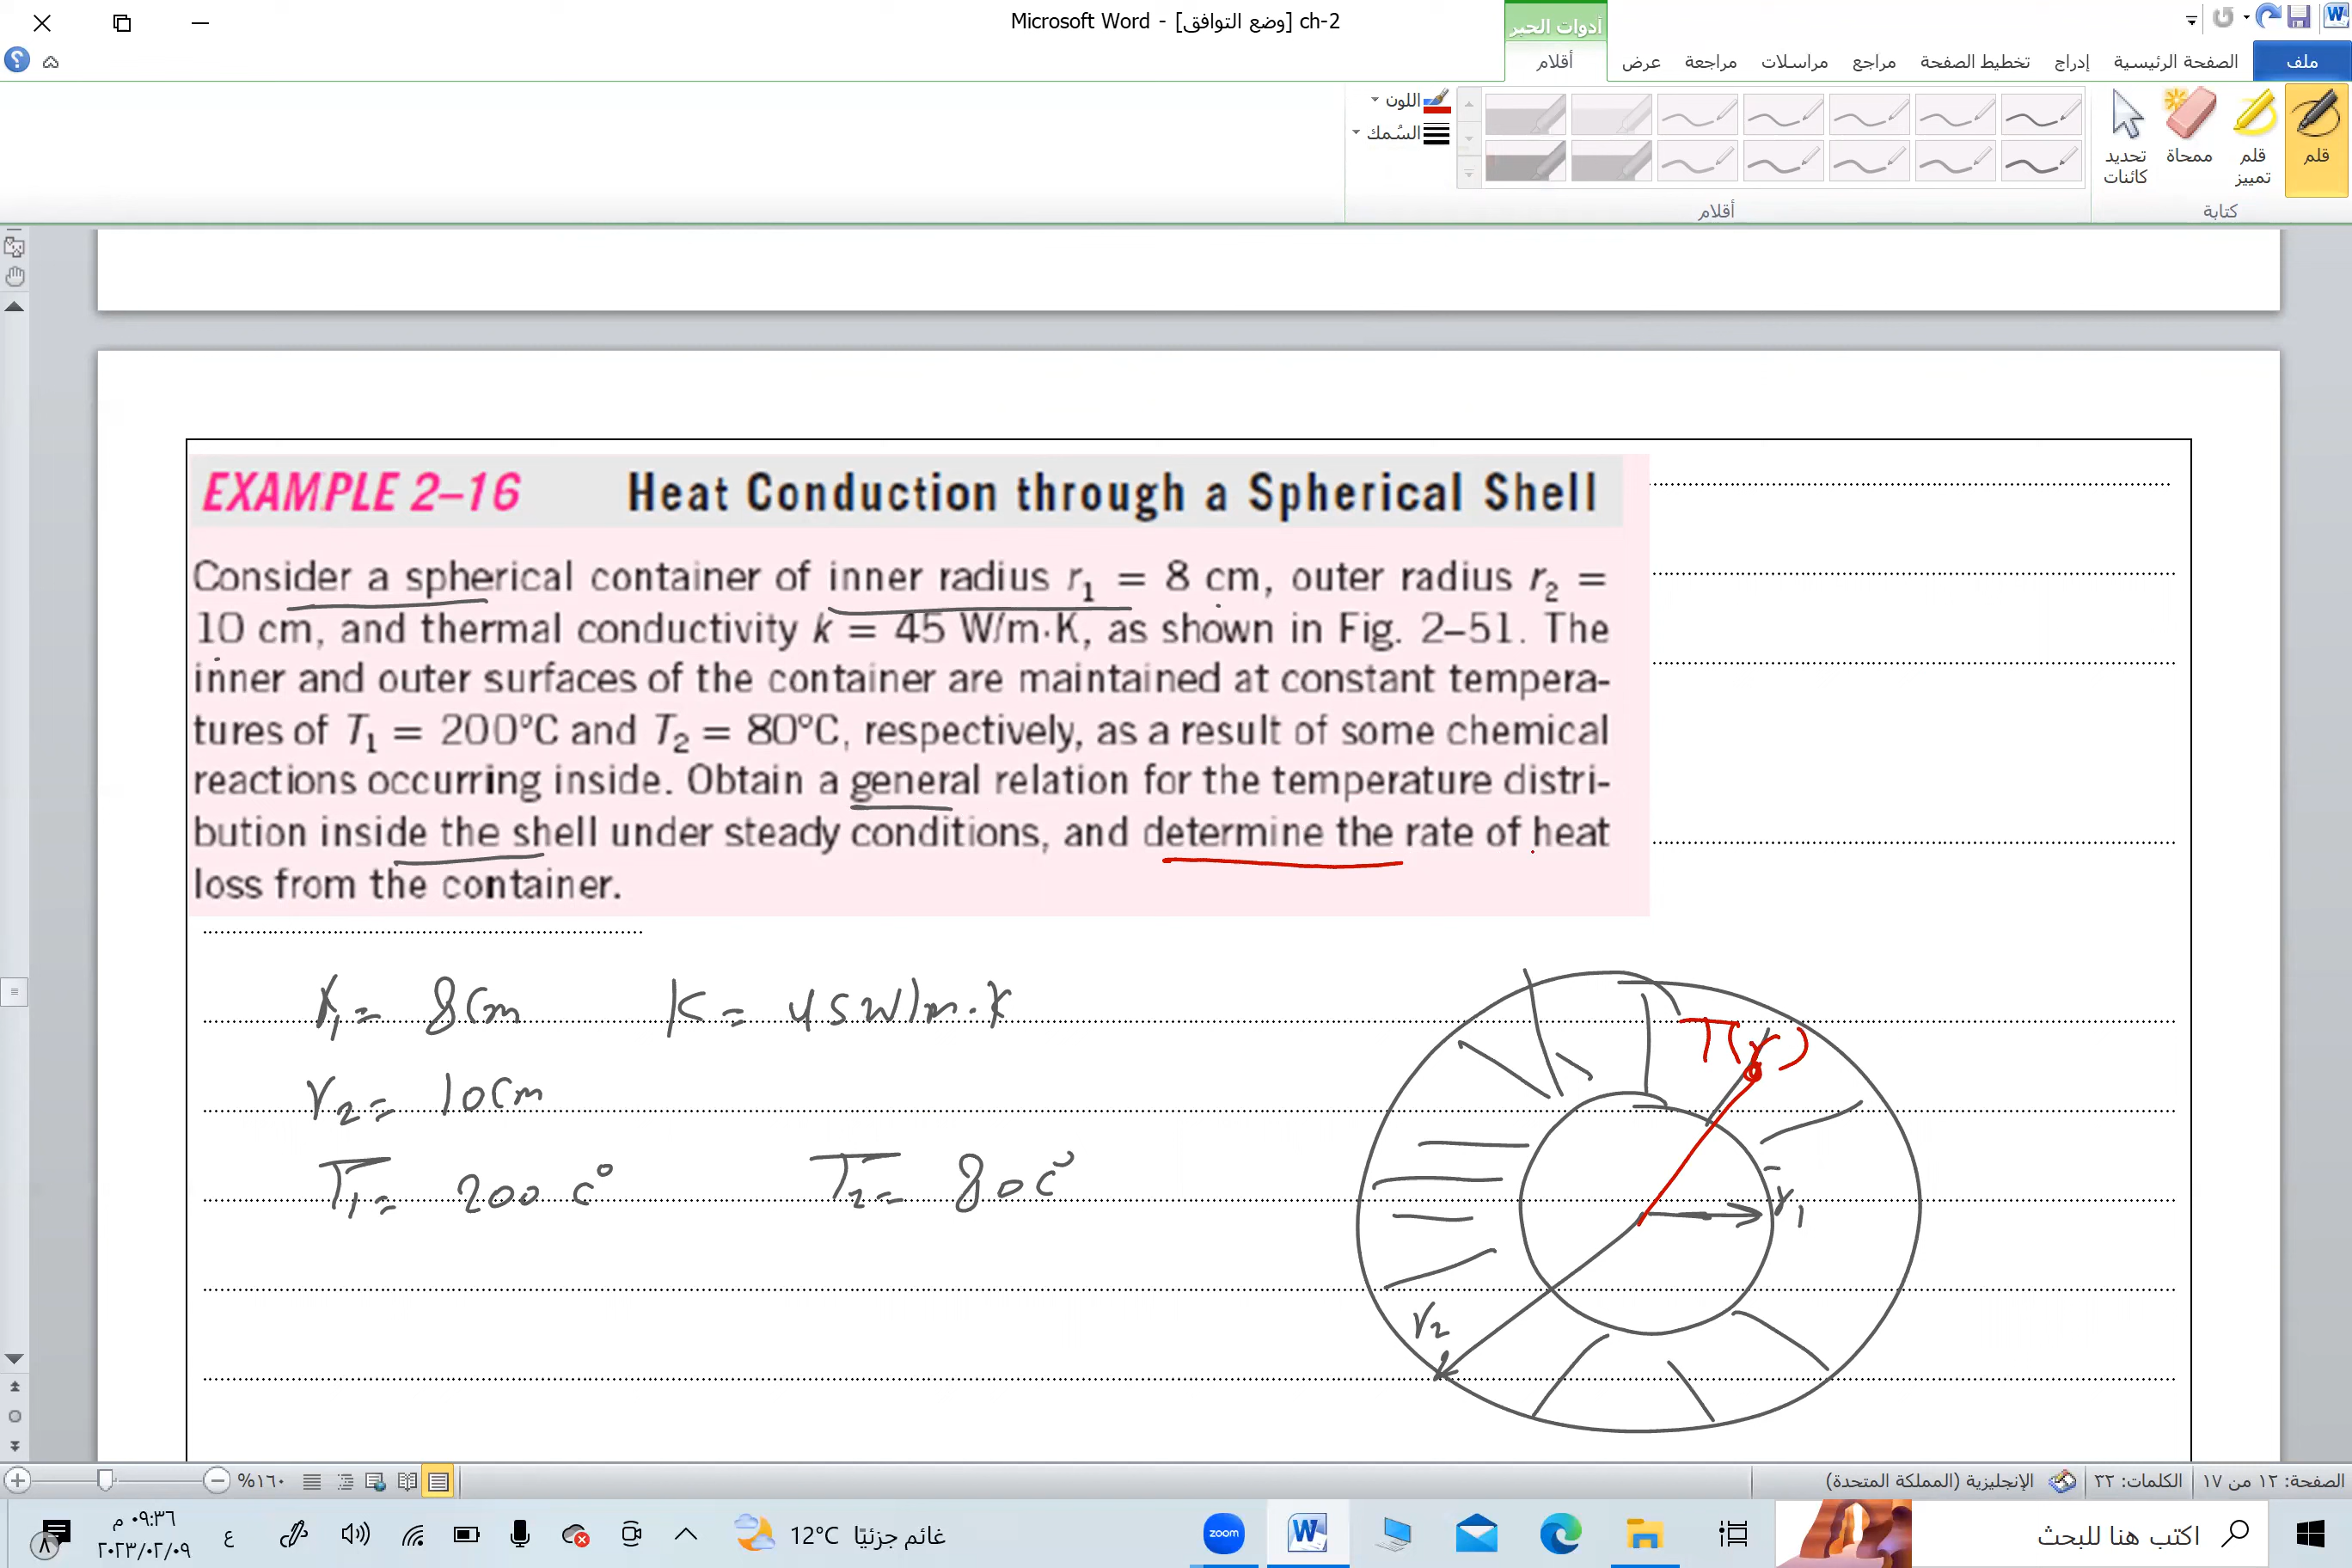 ch-2 [وضع التوافق] - Microsoft Word
أدوات الحبر
ملف
الصفحة الرئيسية
إدراج
تخطيط الصفحة
مراجع
مراسلات
مراجعة
عرض
أقلام
قلم
قلم تمييز
ممحاة
تحديد كائنات
كتابة
اللون
السُمك
أقلام
EXAMPLE 2–16 Heat Conduction through a Spherical Shell
Consider a spherical container of inner radius r₁ = 8 cm, outer radius r₂ =
10 cm, and thermal conductivity k = 45 W/m·K, as shown in Fig. 2–51. The
inner and outer surfaces of the container are maintained at constant tempera-
tures of T₁ = 200°C and T₂ = 80°C, respectively, as a result of some chemical
reactions occurring inside. Obtain a general relation for the temperature distri-
bution inside the shell under steady conditions, and determine the rate of heat
loss from the container.
r₁ = 8 Cm K = 45 W/m.K
r₂ = 10 Cm
T₁ = 200 c° T₂ = 80 c°
T(r)
r₁
r₂
الصفحة: ١٢ من ١٧
الكلمات: ٣٢
الإنجليزية (المملكة المتحدة)
%١٦٠
اكتب هنا للبحث
zoom
12°C غائم جزئيًا
ع
٠٩:٣٦ م
٢٠٢٣/٠٢/٠٩
٨